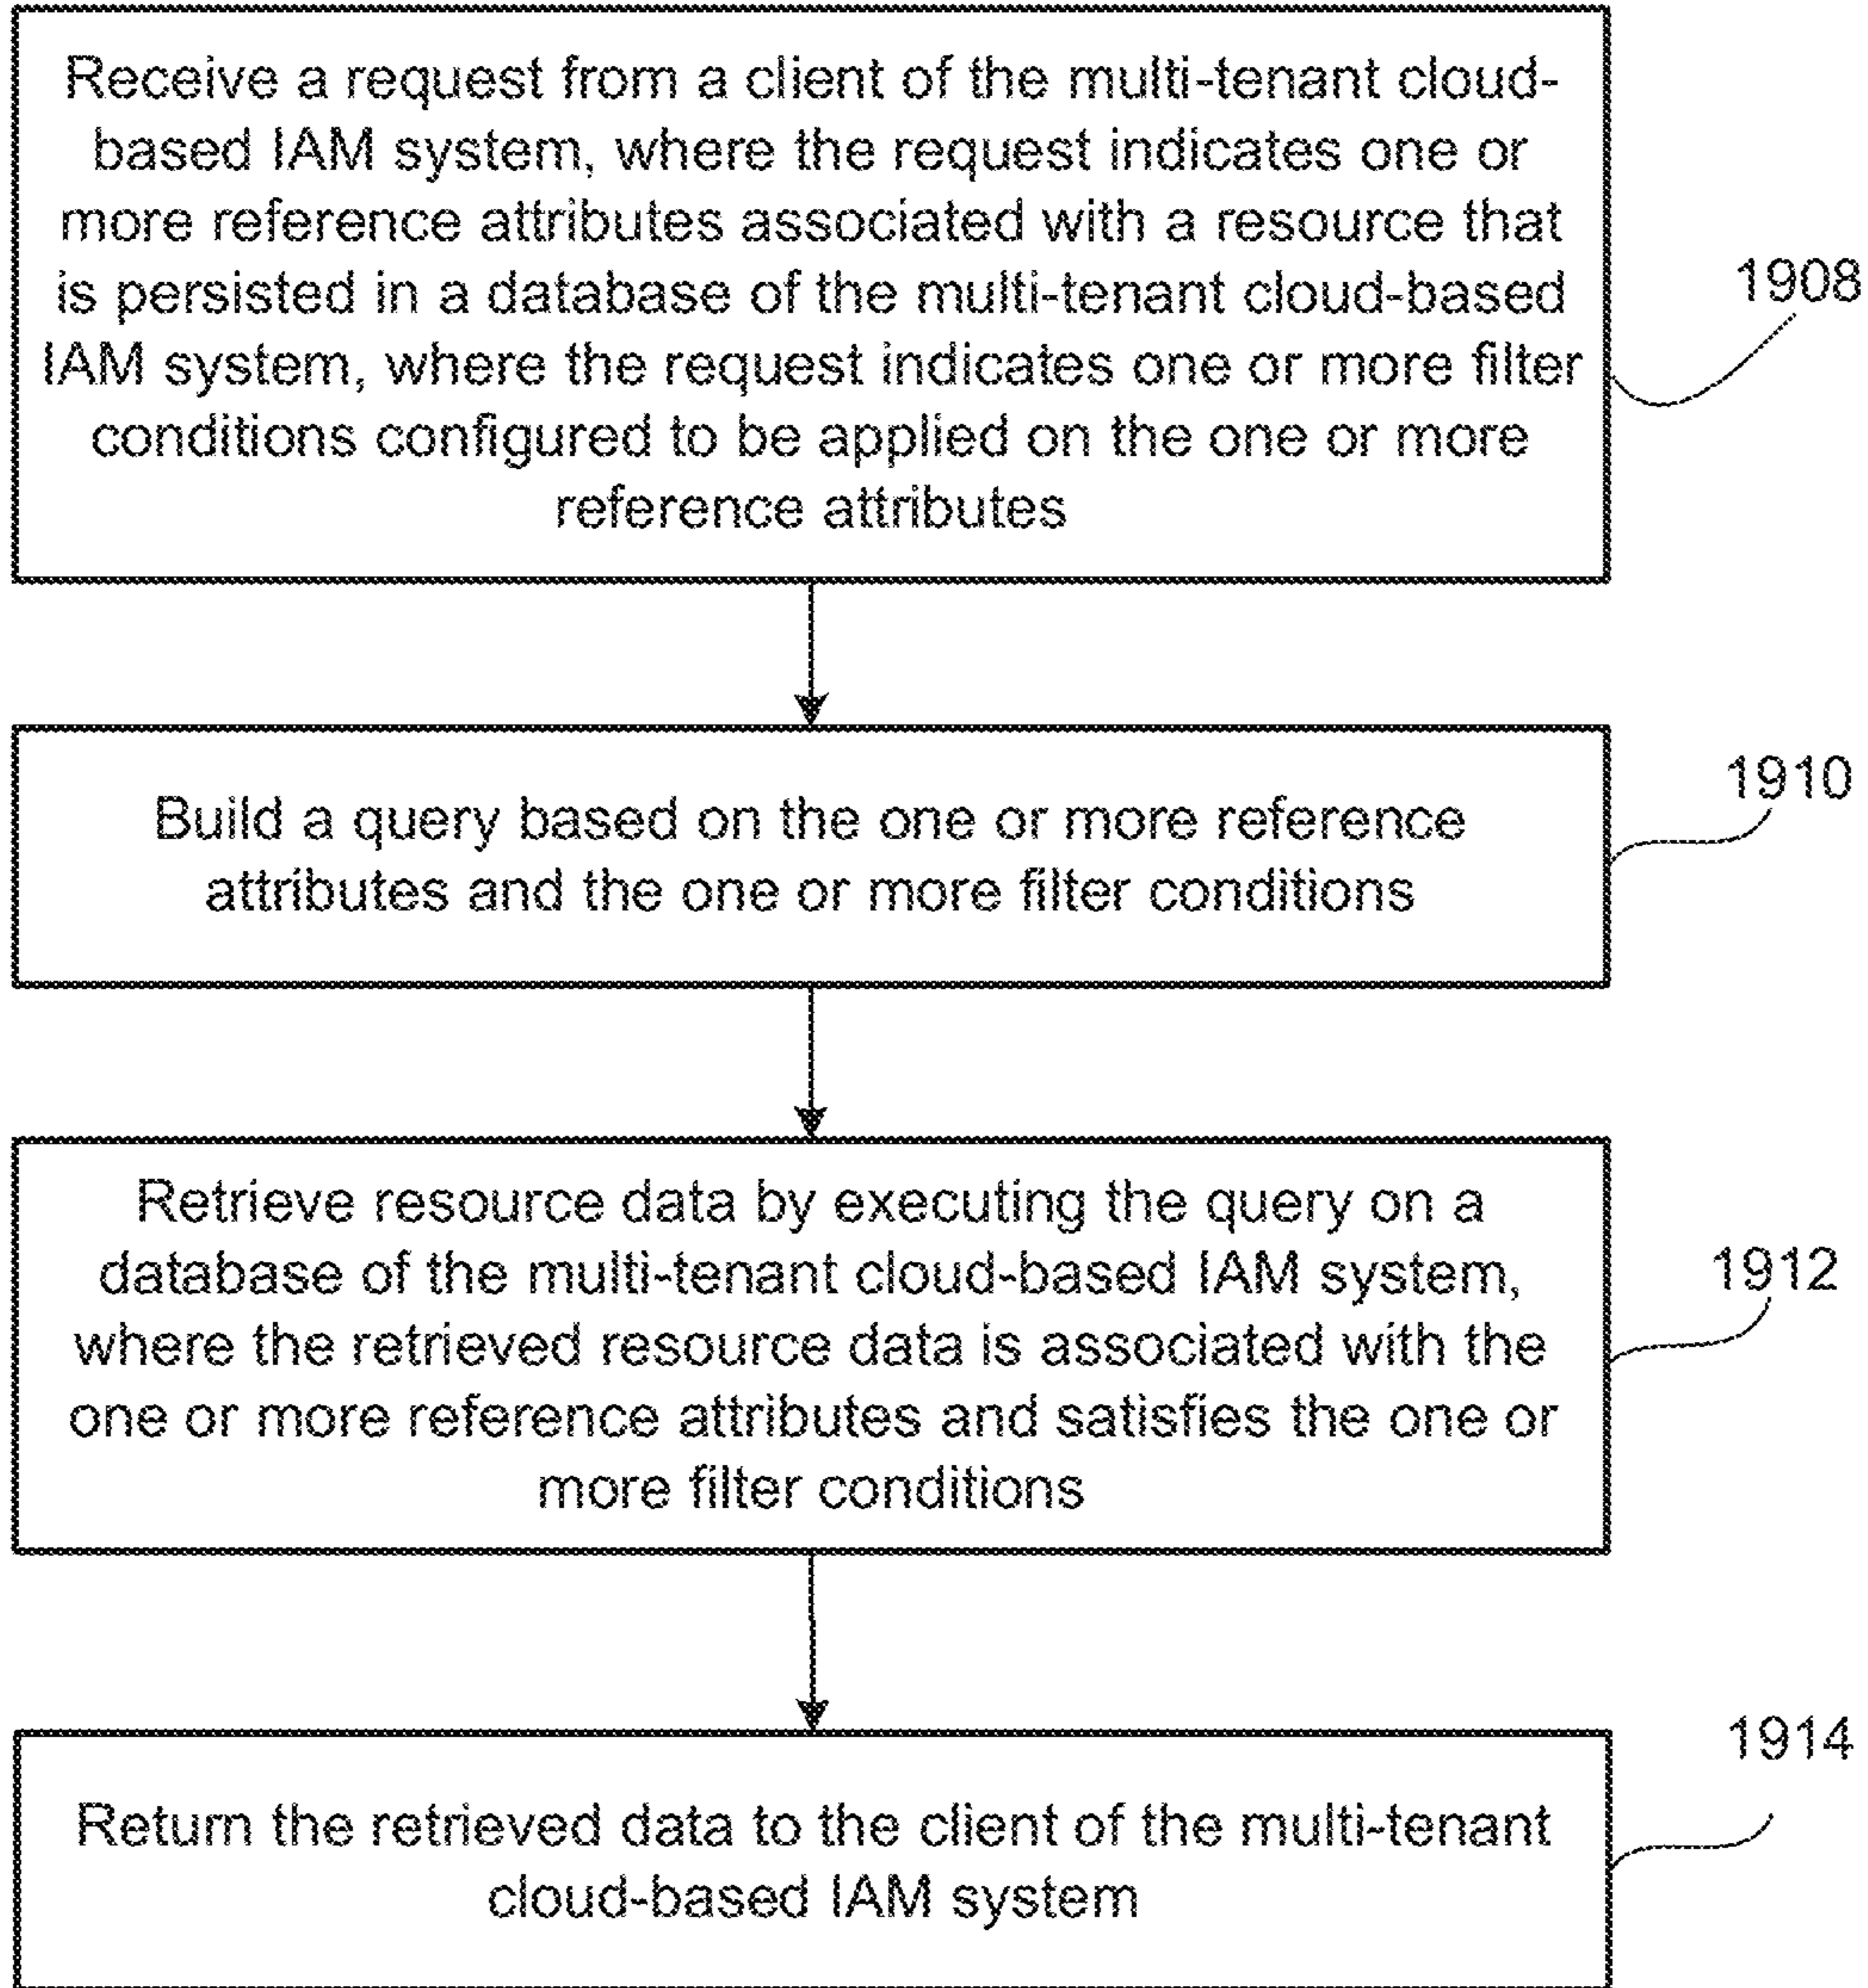 Receive a request from a client of the multi-tenant cloud-
based IAM system, where the request indicates one or
more reference attributes associated with a resource that
is persisted in a database of the multi-tenant cloud-based
IAM system, where the request indicates one or more filter
conditions configured to be applied on the one or more
reference attributes
1908
Build a query based on the one or more reference
attributes and the one or more filter conditions
1910
Retrieve resource data by executing the query on a
database of the multi-tenant cloud-based IAM system,
where the retrieved resource data is associated with the
one or more reference attributes and satisfies the one or
more filter conditions
1912
Return the retrieved data to the client of the multi-tenant
cloud-based IAM system
1914